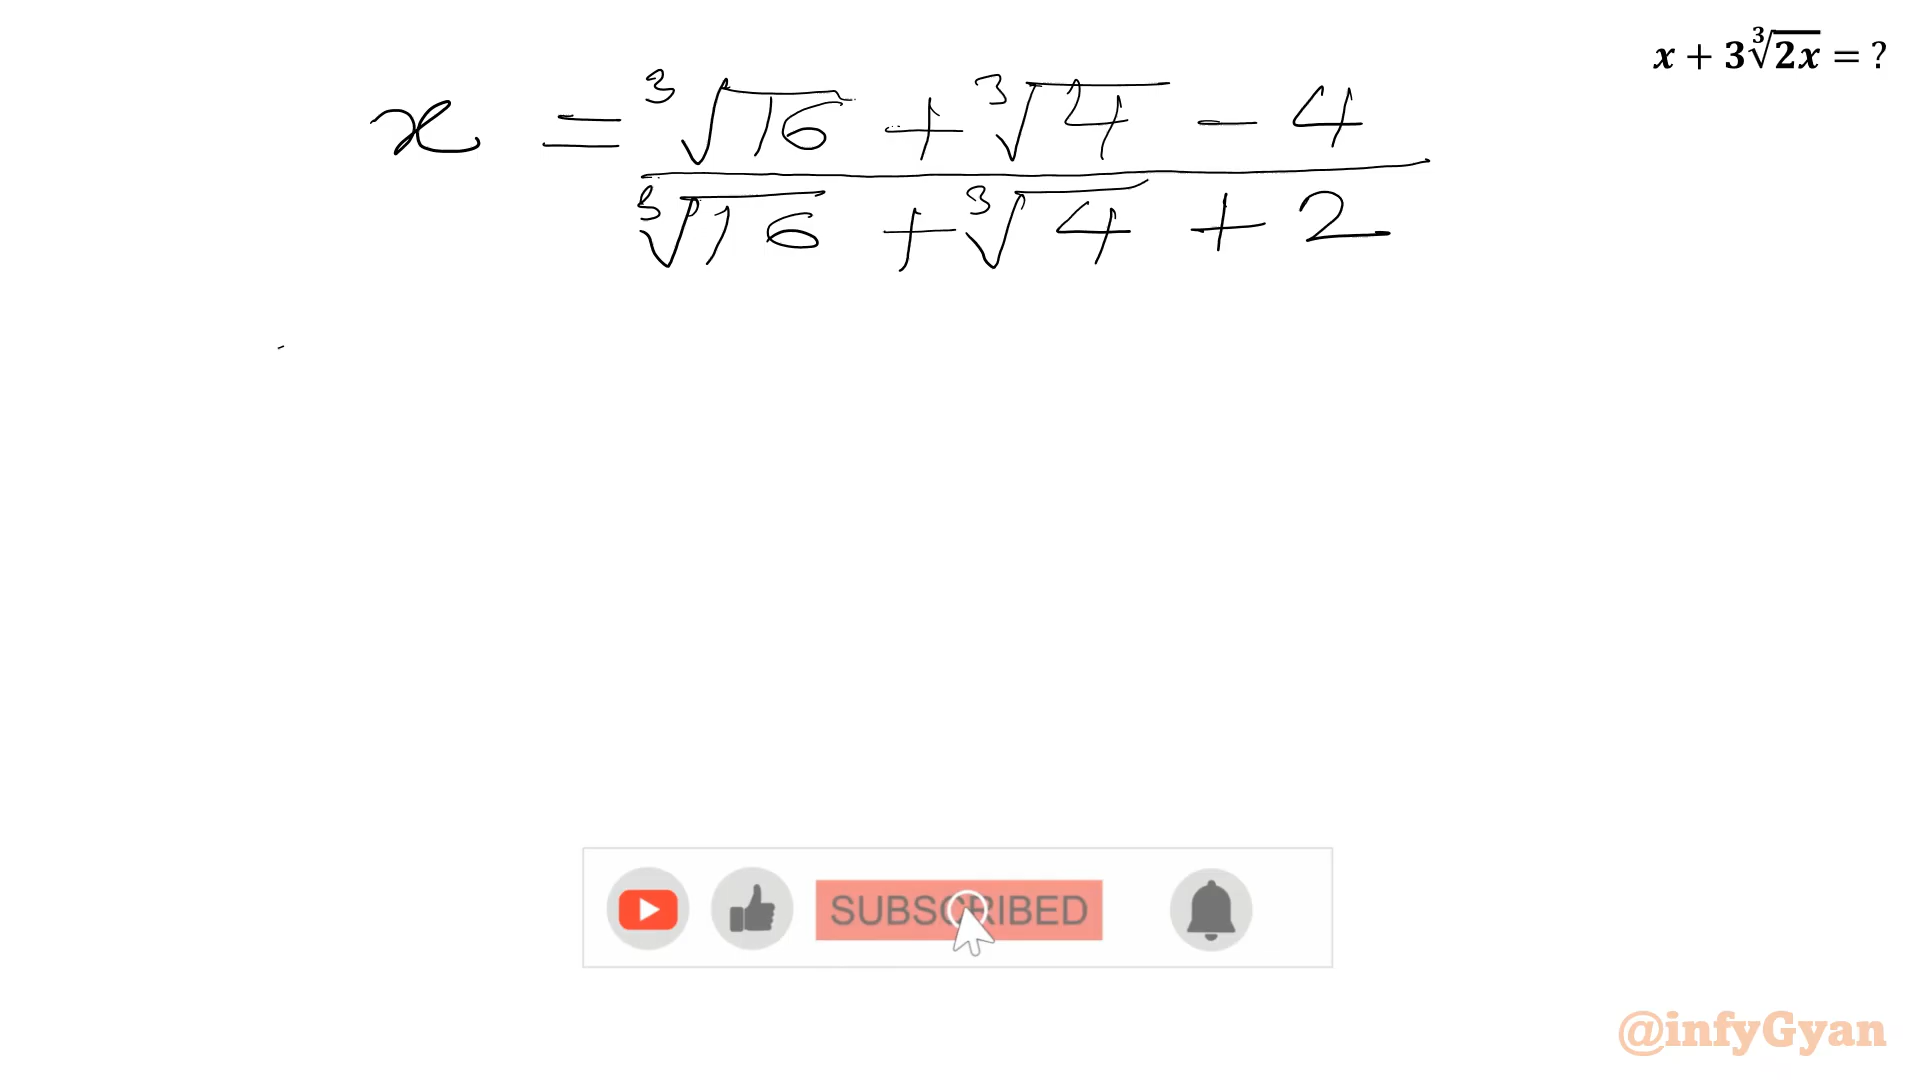 x + 3∛(2x) = ?
x = (∛16 + ∛4 − 4) / (∛16 + ∛4 + 2)
SUBSCRIBED
@infyGyan